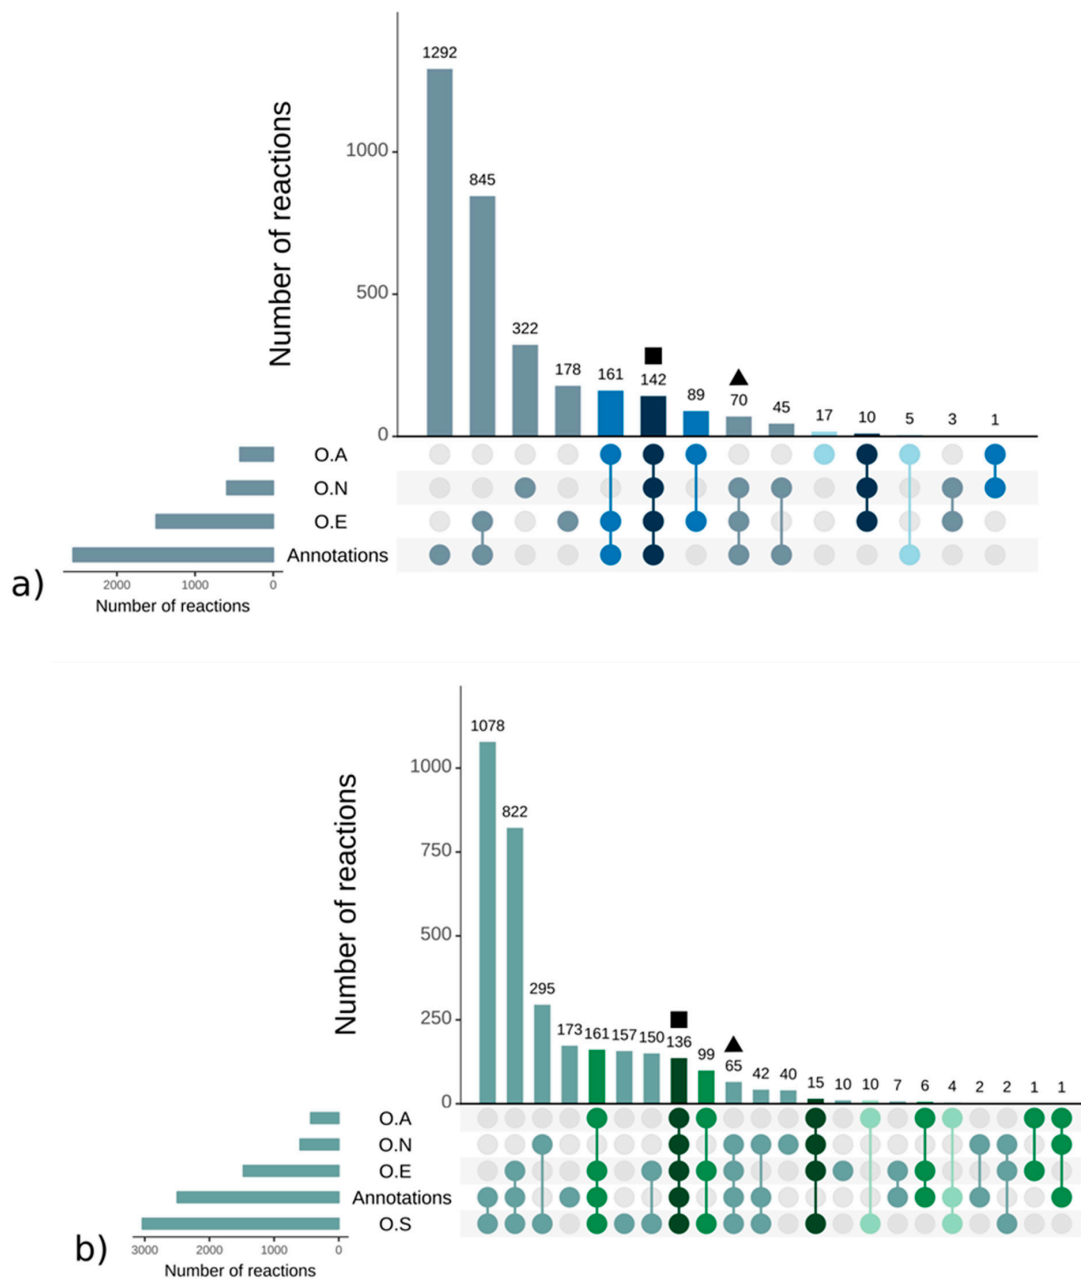 1292
845
322
178
161
142
89
70
45
17
10
5
3
1
Number of reactions
1000
500
0
O.A
O.N
O.E
Annotations
2000 1000 0
Number of reactions
a)
1078
822
295
173 161 157 150 136 99 65 42 40 15 10 10 7 6 4 2 2 1 1
Number of reactions
1000
750
500
250
0
O.A
O.N
O.E
Annotations
O.S
3000 2000 1000 0
Number of reactions
b)